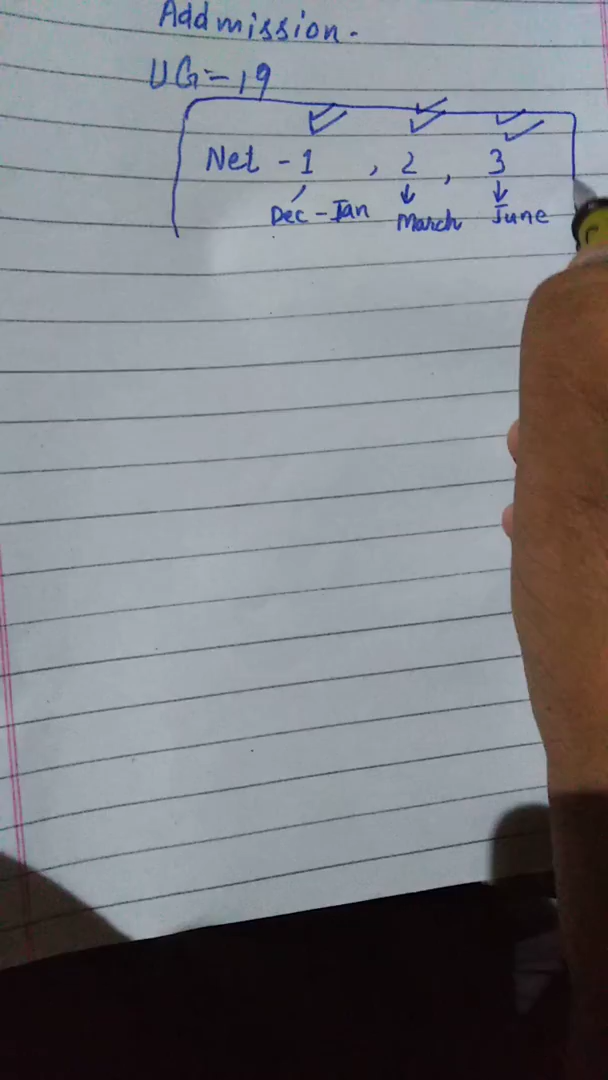 Addmission.
UG=19
Net - 1 , 2 , 3
Dec - Jan March June